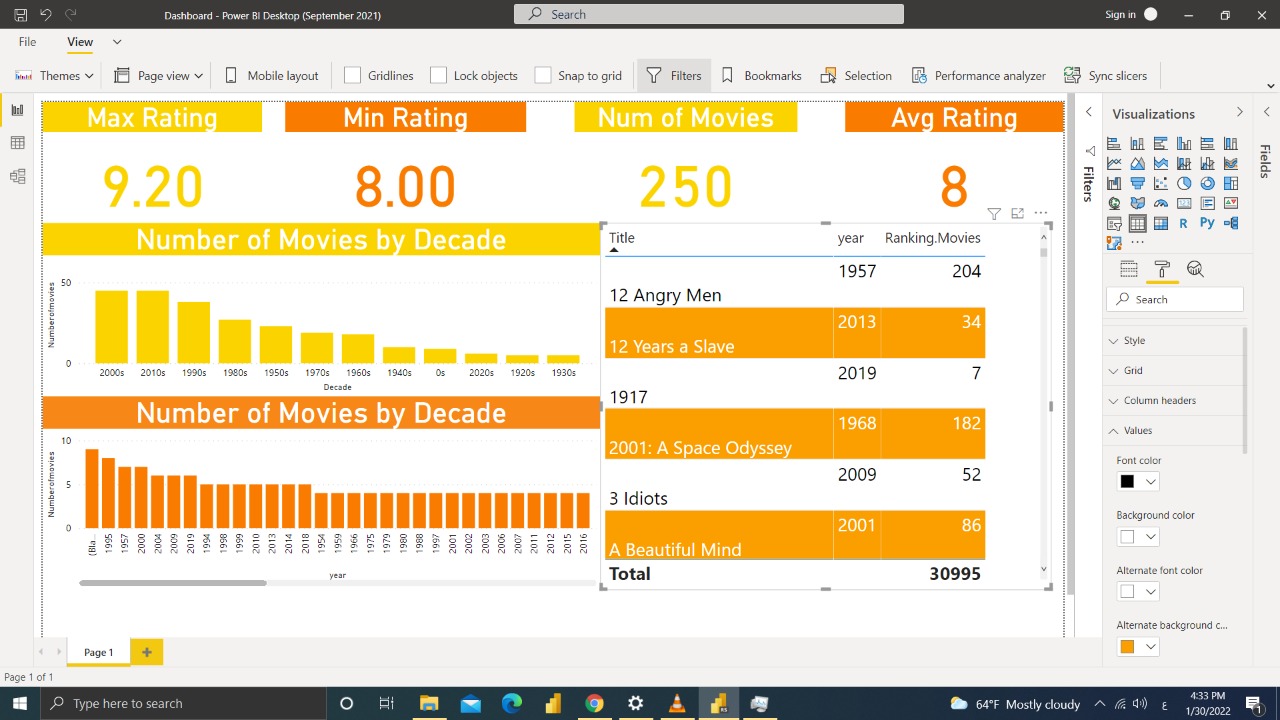 Dashboard - Power BI Desktop (September 2021)
Search
Sign in
File
View
Themes
Page view
Mobile layout
Gridlines
Lock objects
Snap to grid
Filters
Bookmarks
Selection
Performance analyzer
Sync slicers
Max Rating
Min Rating
Num of Movies
Avg Rating
9.20
8.00
250
8
Number of Movies by Decade
Numberofmovies
50
0
2000s 2010s 1990s 1980s 1950s 1970s 1960s 1940s 0s 2020s 1920s 1930s
Decade
Number of Movies by Decade
Numberofmovies
10
5
0
(Bla... 1995 1957 2000 2004 2009 2019 1994 1998 1999 2010 2013 2014 2018 1954 1959 1975 1979 1980 1988 1997 2001 2002 2003 2006 2007 2011 2012 2015 2016
year
Title year Ranking.Movies
12 Angry Men 1957 204
12 Years a Slave 2013 34
1917 2019 7
2001: A Space Odyssey 1968 182
3 Idiots 2009 52
A Beautiful Mind 2001 86
Total 30995
Filters
Visualizations
Fields
R
Py
Search
Style
Grid
Column headers
Values
Font color
Background color
Alternate font color
Alternate background c...
Page 1
Page 1 of 1
Type here to search
64°F Mostly cloudy
ع
4:33 PM
1/30/2022
1